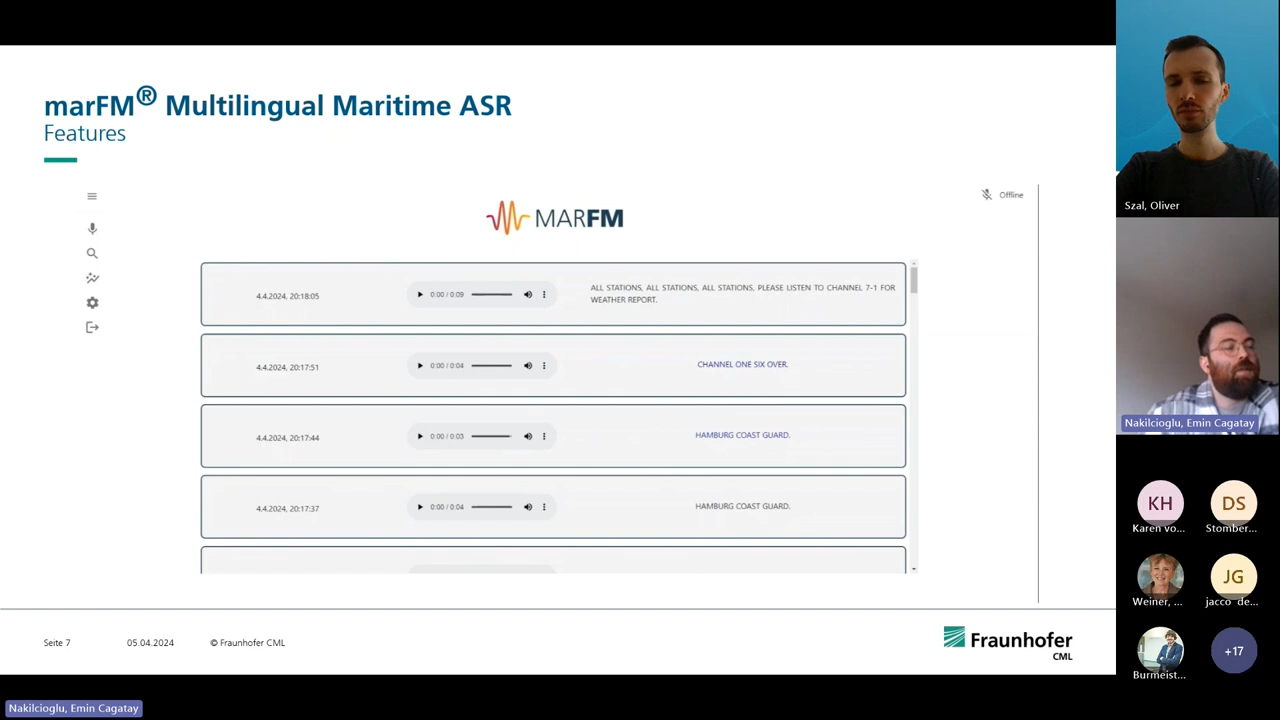 marFM® Multilingual Maritime ASR
Features
Offline
MARFM
4.4.2024, 20:18:05
0:00 / 0:09
ALL STATIONS, ALL STATIONS, ALL STATIONS, PLEASE LISTEN TO CHANNEL 7-1 FOR
WEATHER REPORT.
4.4.2024, 20:17:51
0:00 / 0:04
CHANNEL ONE SIX OVER.
4.4.2024, 20:17:44
0:00 / 0:03
HAMBURG COAST GUARD.
4.4.2024, 20:17:37
0:00 / 0:04
HAMBURG COAST GUARD.
Seite 7
05.04.2024
© Fraunhofer CML
Fraunhofer
CML
Szal, Oliver
Nakilcioglu, Emin Cagatay
KH
DS
Karen vo...
Stomber...
JG
Weiner, ...
jacco de...
+17
Burmeist...
Nakilcioglu, Emin Cagatay